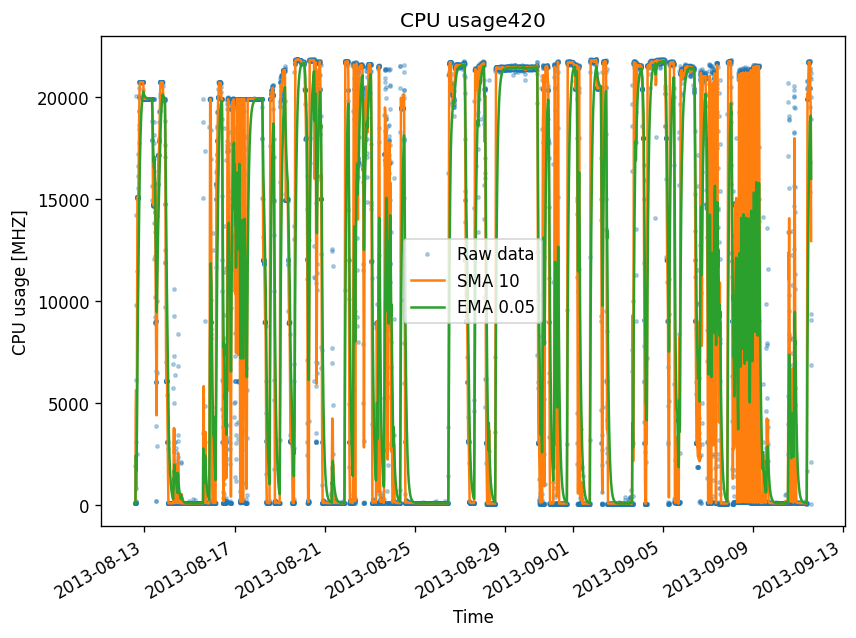 CPU usage420
CPU usage [MHZ]
20000
15000
10000
5000
0
Raw data
SMA 10
EMA 0.05
2013-08-13
2013-08-17
2013-08-21
2013-08-25
2013-08-29
2013-09-01
2013-09-05
2013-09-09
2013-09-13
Time